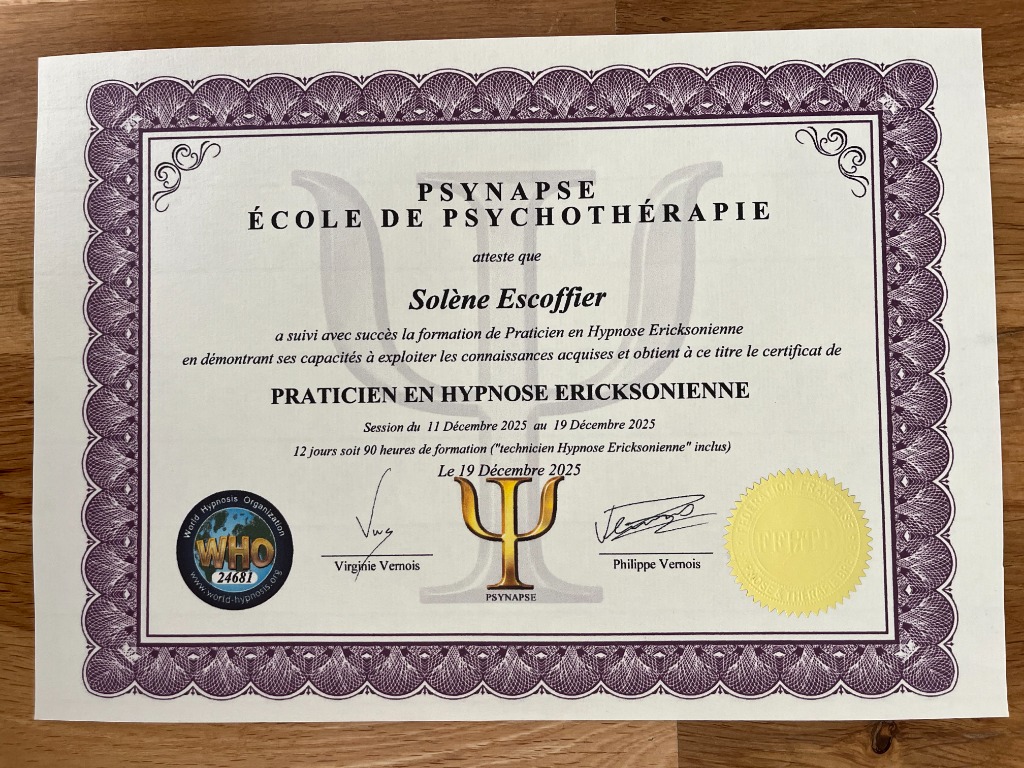 PSYNAPSE
ÉCOLE DE PSYCHOTHÉRAPIE
atteste que
Solène Escoffier
a suivi avec succès la formation de Praticien en Hypnose Ericksonienne
en démontrant ses capacités à exploiter les connaissances acquises et obtient à ce titre le certificat de
PRATICIEN EN HYPNOSE ERICKSONIENNE
Session du 11 Décembre 2025 au 19 Décembre 2025
12 jours soit 90 heures de formation ("technicien Hypnose Ericksonienne" inclus)
Le 19 Décembre 2025
World Hypnosis Organization
WHO
24681
www.world-hypnosis.org
Virginie Vernois
PSYNAPSE
Philippe Vernois